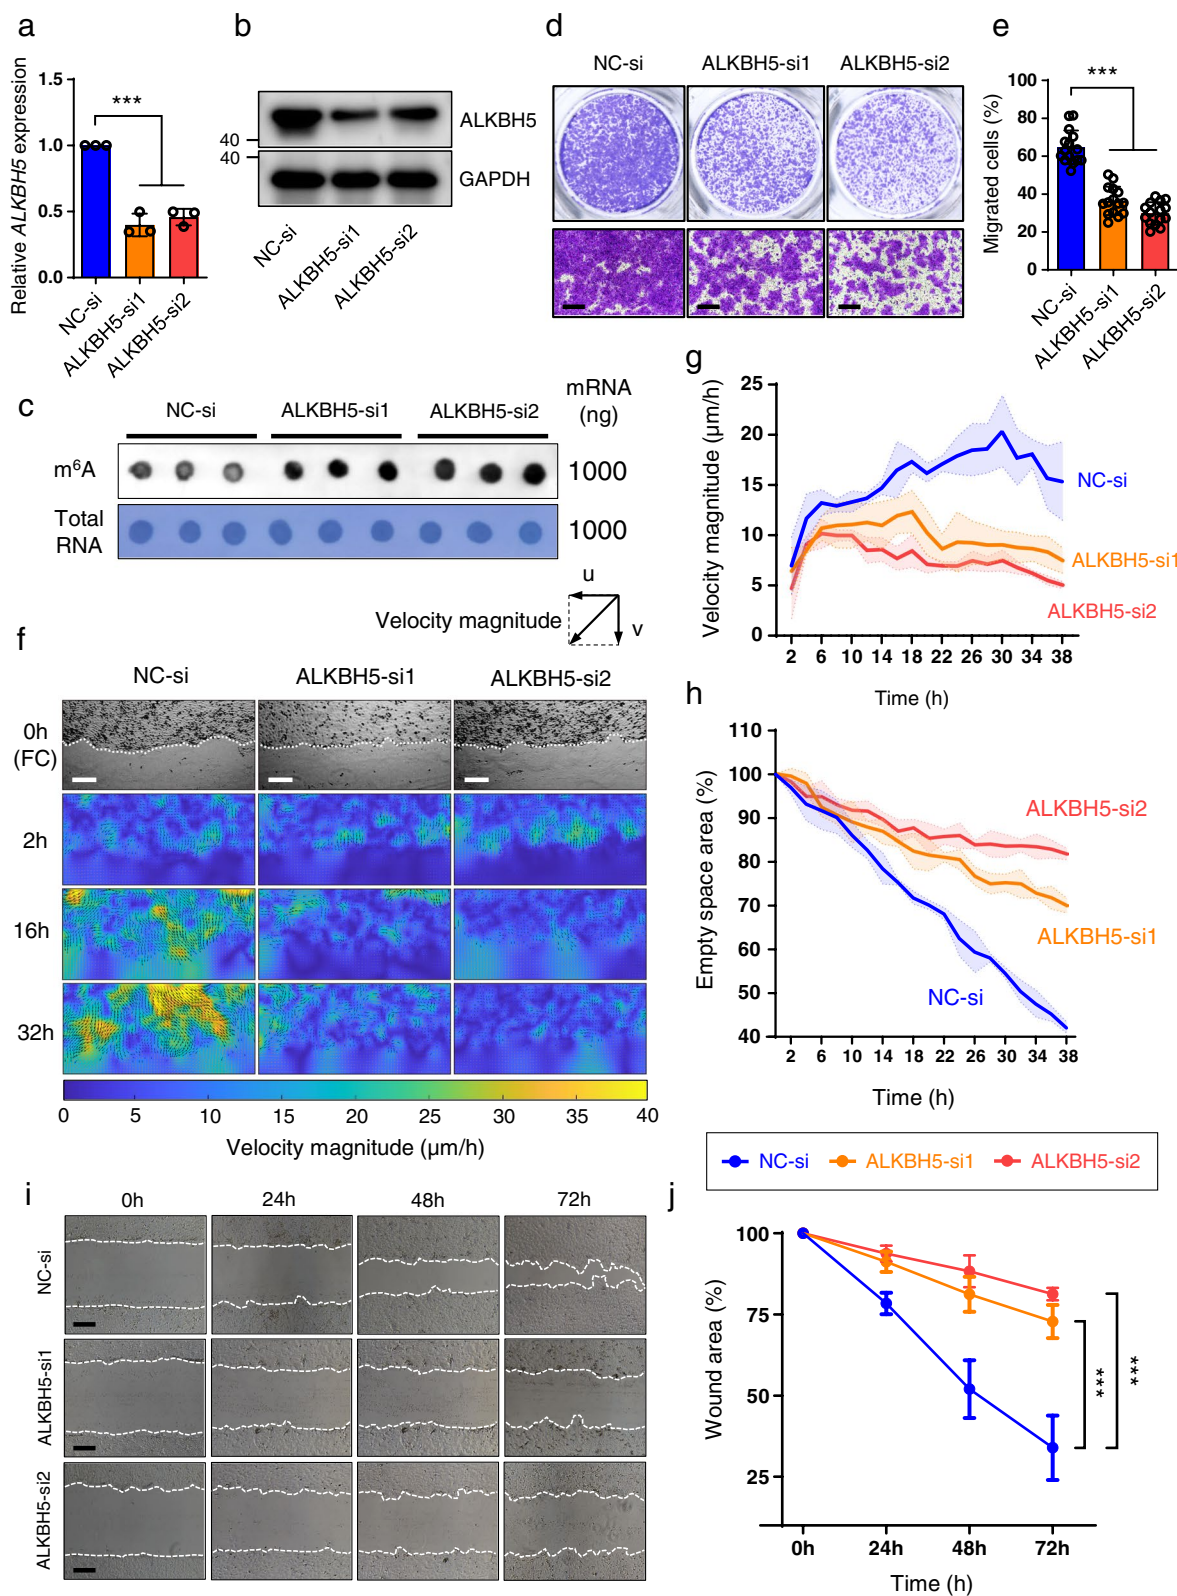 a
Relative ALKBH5 expression
1.5
1.0
0.5
0.0
***
NC-si
ALKBH5-si1
ALKBH5-si2
b
40
40
ALKBH5
GAPDH
NC-si
ALKBH5-si1
ALKBH5-si2
c
NC-si
ALKBH5-si1
ALKBH5-si2
mRNA
(ng)
m⁶A
1000
Total
RNA
1000
d
NC-si
ALKBH5-si1
ALKBH5-si2
e
Migrated cells (%)
100
80
60
40
20
0
***
NC-si
ALKBH5-si1
ALKBH5-si2
Velocity magnitude
u
v
f
NC-si
ALKBH5-si1
ALKBH5-si2
0h
(FC)
2h
16h
32h
0 5 10 15 20 25 30 35 40
Velocity magnitude (μm/h)
g
Velocity magnitude (μm/h)
25
20
15
10
5
0
NC-si
ALKBH5-si1
ALKBH5-si2
2 6 10 14 18 22 26 30 34 38
Time (h)
h
Empty space area (%)
110
100
90
80
70
60
50
40
ALKBH5-si2
ALKBH5-si1
NC-si
2 6 10 14 18 22 26 30 34 38
Time (h)
NC-si ALKBH5-si1 ALKBH5-si2
i
0h 24h 48h 72h
NC-si
ALKBH5-si1
ALKBH5-si2
j
Wound area (%)
100
75
50
25
***
***
0h 24h 48h 72h
Time (h)